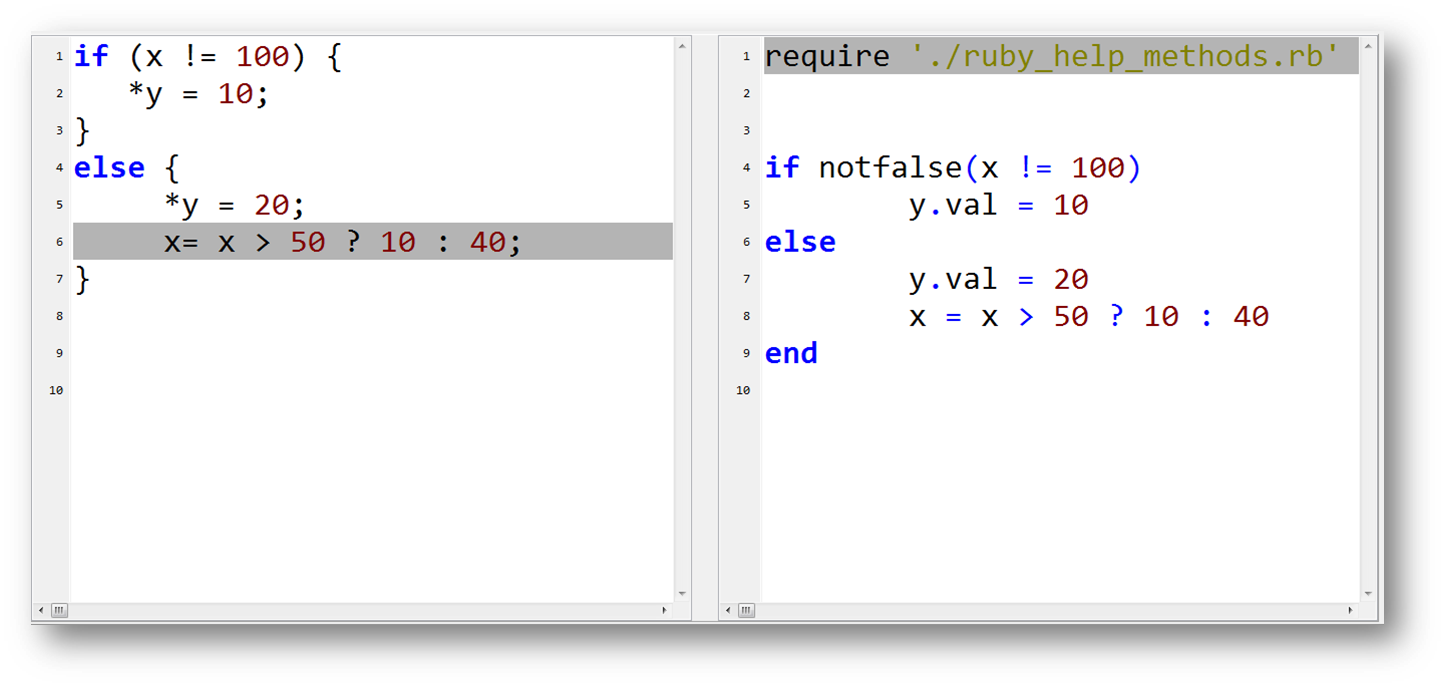 1 if (x != 100) {
2 *y = 10;
3 }
4 else {
5 *y = 20;
6 x= x > 50 ? 10 : 40;
7 }
8
9
10
1 require './ruby_help_methods.rb'
2
3
4 if notfalse(x != 100)
5 y.val = 10
6 else
7 y.val = 20
8 x = x > 50 ? 10 : 40
9 end
10